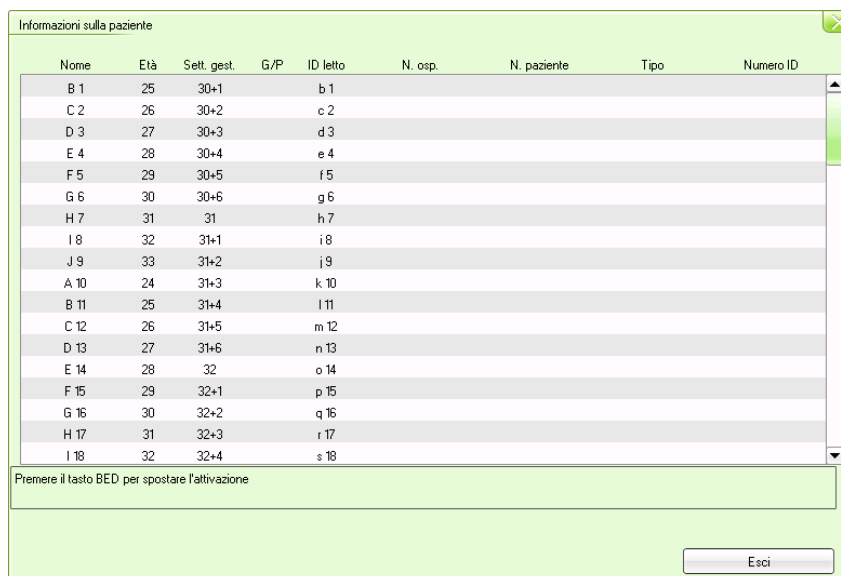 Informazioni sulla paziente
Nome Età Sett. gest. G/P ID letto N. osp. N. paziente Tipo Numero ID
B 1 25 30+1 b 1
C 2 26 30+2 c 2
D 3 27 30+3 d 3
E 4 28 30+4 e 4
F 5 29 30+5 f 5
G 6 30 30+6 g 6
H 7 31 31 h 7
I 8 32 31+1 i 8
J 9 33 31+2 j 9
A 10 24 31+3 k 10
B 11 25 31+4 l 11
C 12 26 31+5 m 12
D 13 27 31+6 n 13
E 14 28 32 o 14
F 15 29 32+1 p 15
G 16 30 32+2 q 16
H 17 31 32+3 r 17
I 18 32 32+4 s 18
Premere il tasto BED per spostare l'attivazione
Esci